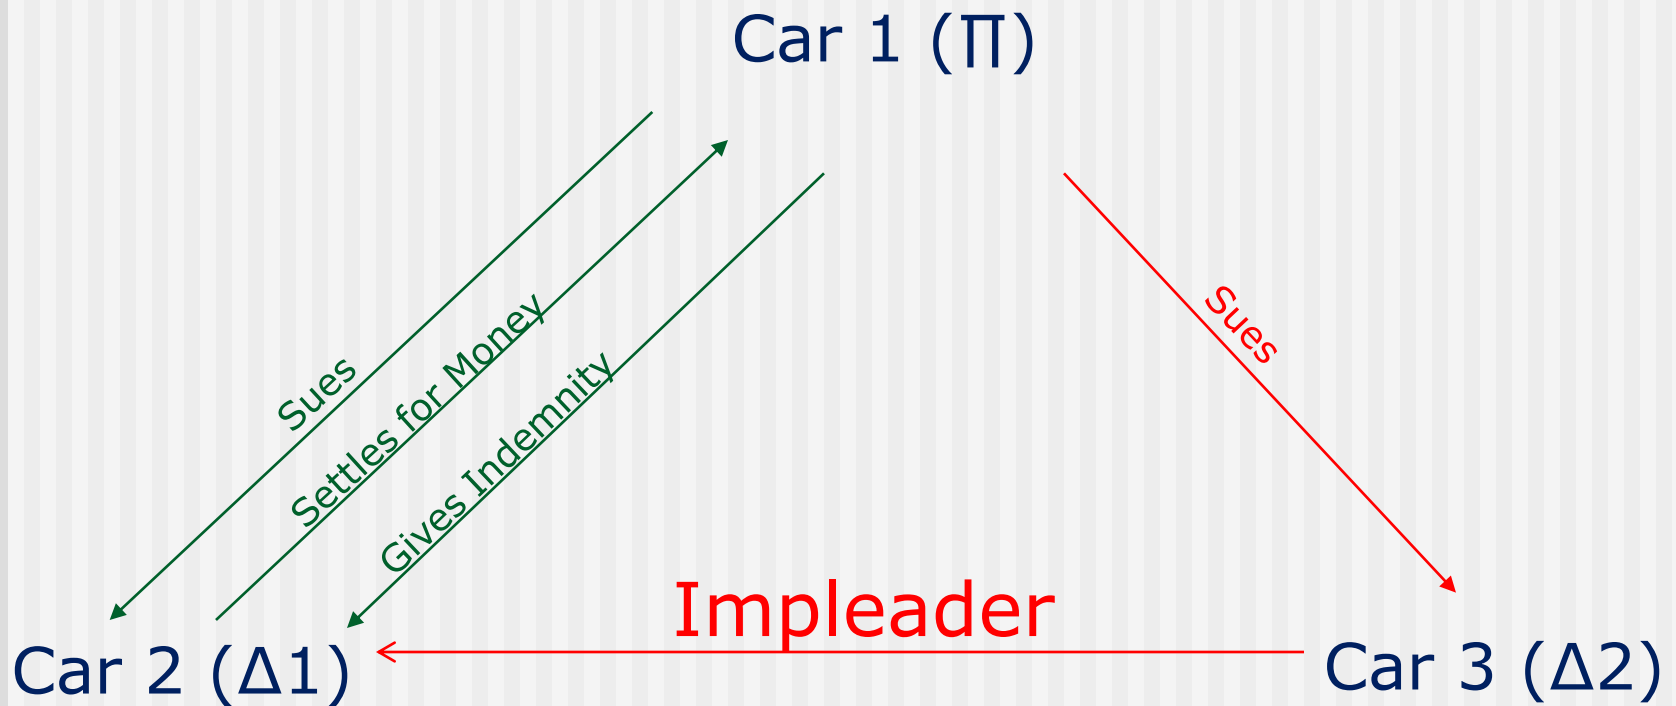 Car 1 (∏)
Sues
Settles for Money
Gives Indemnity
Sues
Impleader
Car 2 (Δ1)
Car 3 (Δ2)